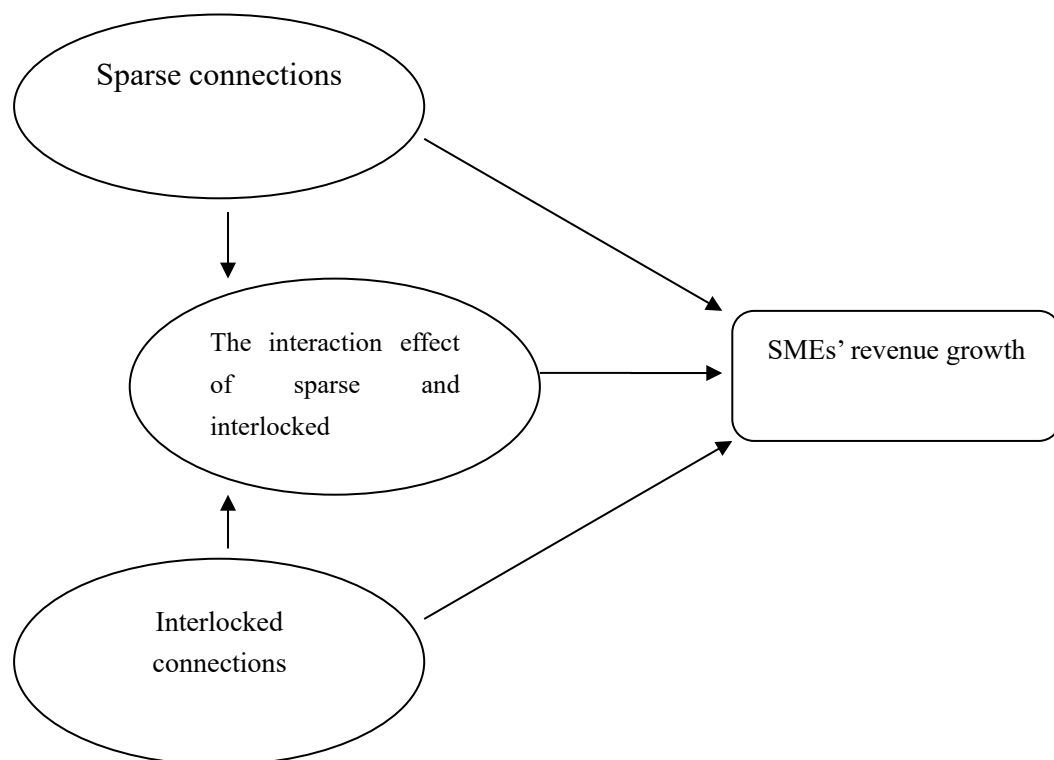 Sparse connections
The interaction effect
of sparse and
interlocked
SMEs’ revenue growth
Interlocked
connections